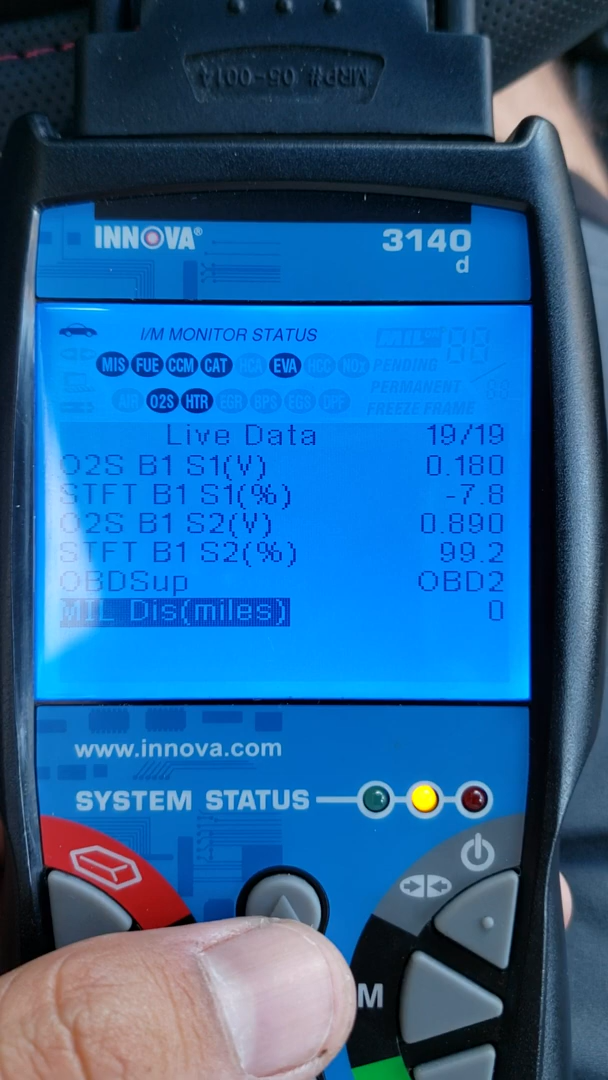 MRP# 05-0014
INNOVA®
3140
d
I/M MONITOR STATUS
MIL
MIS FUE CCM CAT HCA EVA HCC NOx
PENDING
PERMANENT
AIR O2S HTR EGR BPS EGS DPF
FREEZE FRAME
Live Data 19/19
O2S B1 S1(V) 0.180
STFT B1 S1(%) -7.8
O2S B1 S2(V) 0.890
STFT B1 S2(%) 99.2
OBDSup OBD2
MIL Dis(miles) 0
www.innova.com
SYSTEM STATUS
M